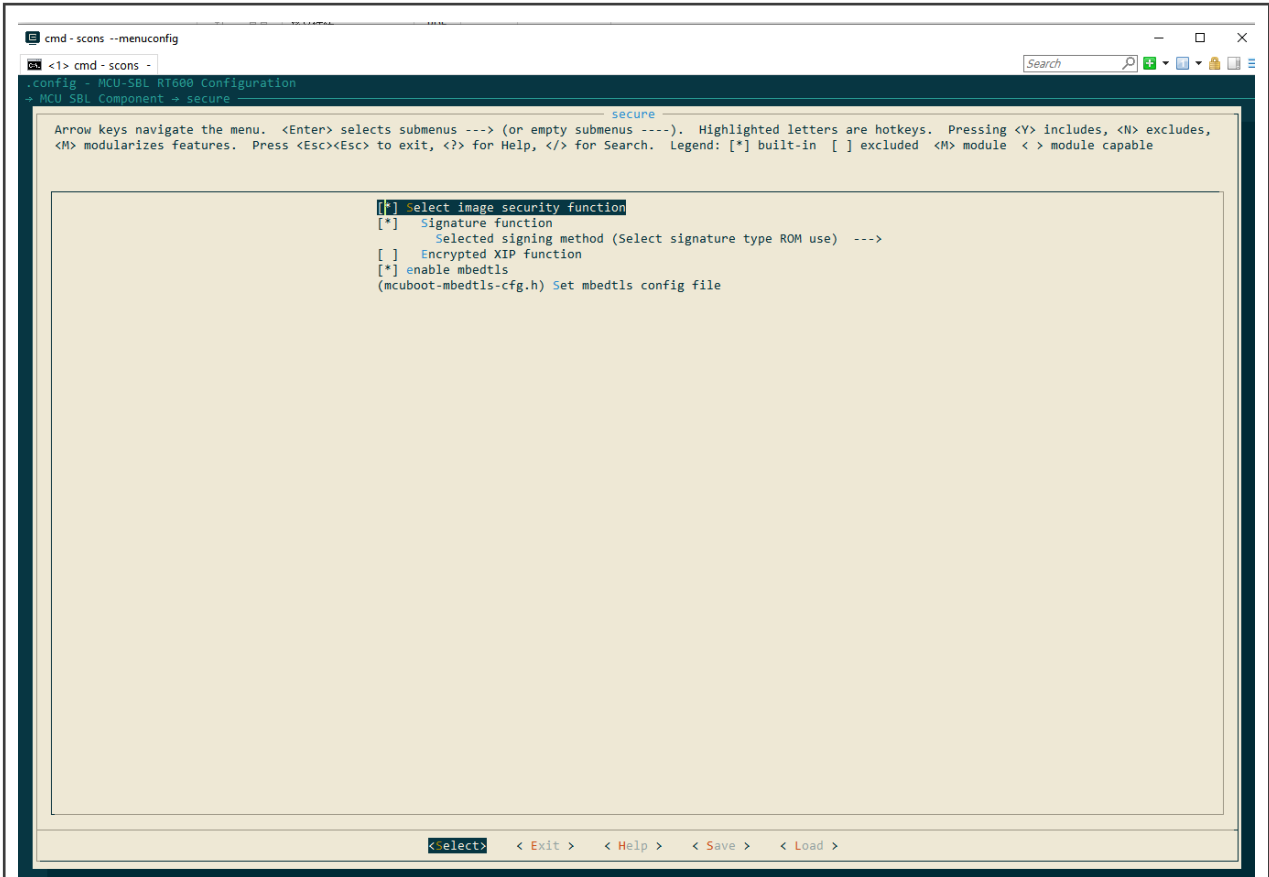 cmd - scons --menuconfig
<1> cmd - scons -
Search
.config - MCU-SBL RT600 Configuration
→ MCU SBL Component → secure
secure
Arrow keys navigate the menu. <Enter> selects submenus ---> (or empty submenus ----). Highlighted letters are hotkeys. Pressing <Y> includes, <N> excludes,
<M> modularizes features. Press <Esc><Esc> to exit, <?> for Help, </> for Search. Legend: [*] built-in [ ] excluded <M> module < > module capable
[*] Select image security function
[*] Signature function
Selected signing method (Select signature type ROM use) --->
[ ] Encrypted XIP function
[*] enable mbedtls
(mcuboot-mbedtls-cfg.h) Set mbedtls config file
<Select> < Exit > < Help > < Save > < Load >